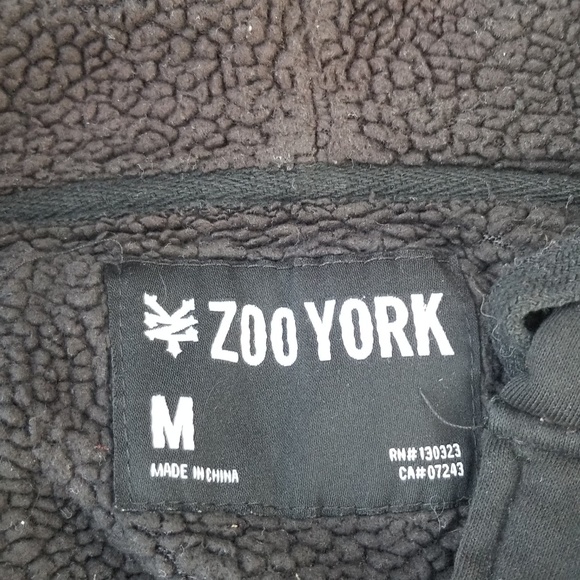 ZOO YORK
M
MADE IN CHINA
RN# 130323
CA# 07243